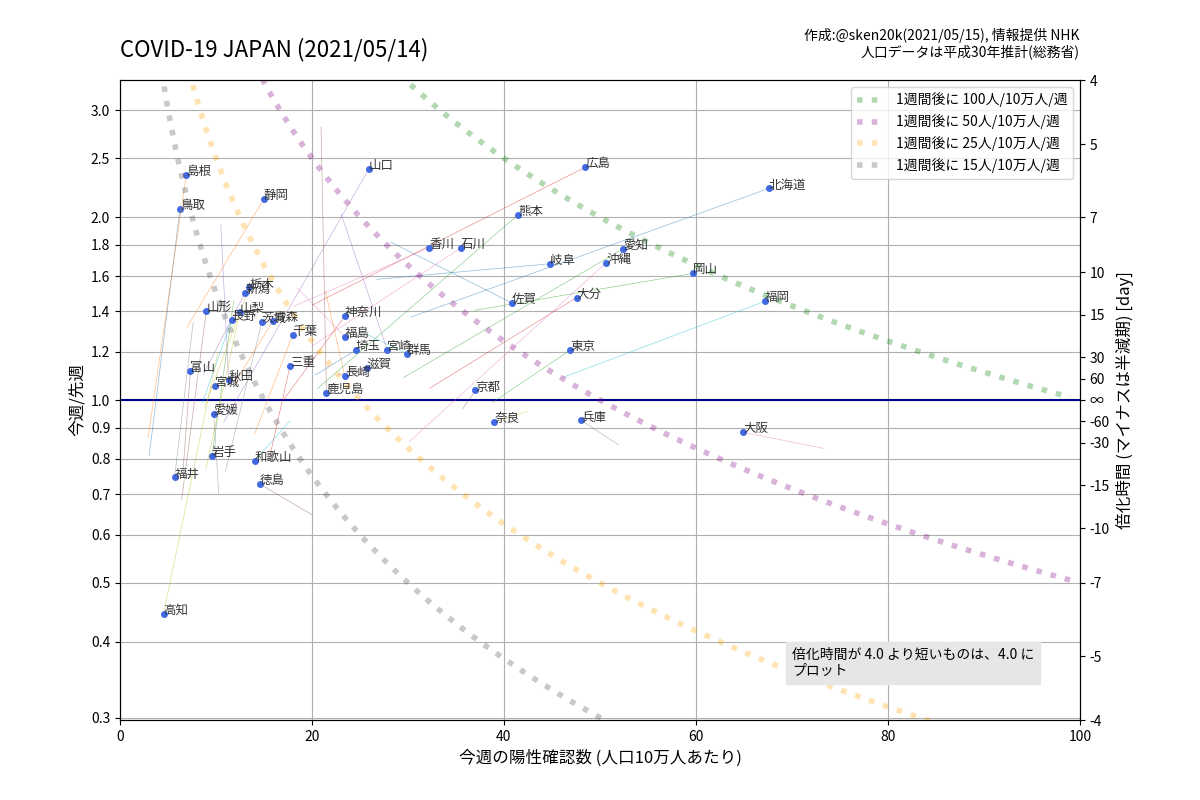 COVID-19 JAPAN (2021/05/14)
作成:@sken20k(2021/05/15), 情報提供 NHK
人口データは平成30年推計(総務省)
1週間後に 100人/10万人/週
1週間後に 50人/10万人/週
1週間後に 25人/10万人/週
1週間後に 15人/10万人/週
今週/先週
3.0
2.5
2.0
1.8
1.6
1.4
1.2
1.0
0.9
0.8
0.7
0.6
0.5
0.4
0.3
4
5
7
10
15
30
60
∞
-60
-30
-15
-10
-7
-5
-4
倍化時間 (マイナスは半減期) [day]
島根
山口
広島
北海道
鳥取
静岡
熊本
香川
石川
愛知
岐阜
沖縄
岡山
栃木
新潟
佐賀
大分
福岡
山形
山梨
長野
茨城
青森
神奈川
千葉
福島
埼玉
宮崎
群馬
東京
富山
三重
滋賀
長崎
秋田
宮城
鹿児島
京都
愛媛
奈良
兵庫
大阪
岩手
和歌山
福井
徳島
高知
倍化時間が 4.0 より短いものは、4.0 に
プロット
0 20 40 60 80 100
今週の陽性確認数 (人口10万人あたり)